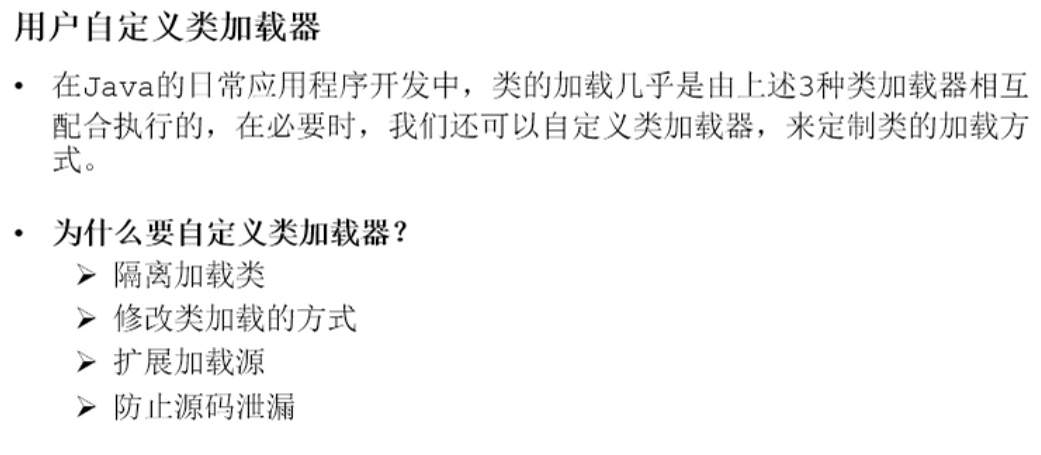 用户自定义类加载器
• 在Java的日常应用程序开发中，类的加载几乎是由上述3种类加载器相互
配合执行的，在必要时，我们还可以自定义类加载器，来定制类的加载方
式。
• 为什么要自定义类加载器？
➢ 隔离加载类
➢ 修改类加载的方式
➢ 扩展加载源
➢ 防止源码泄漏